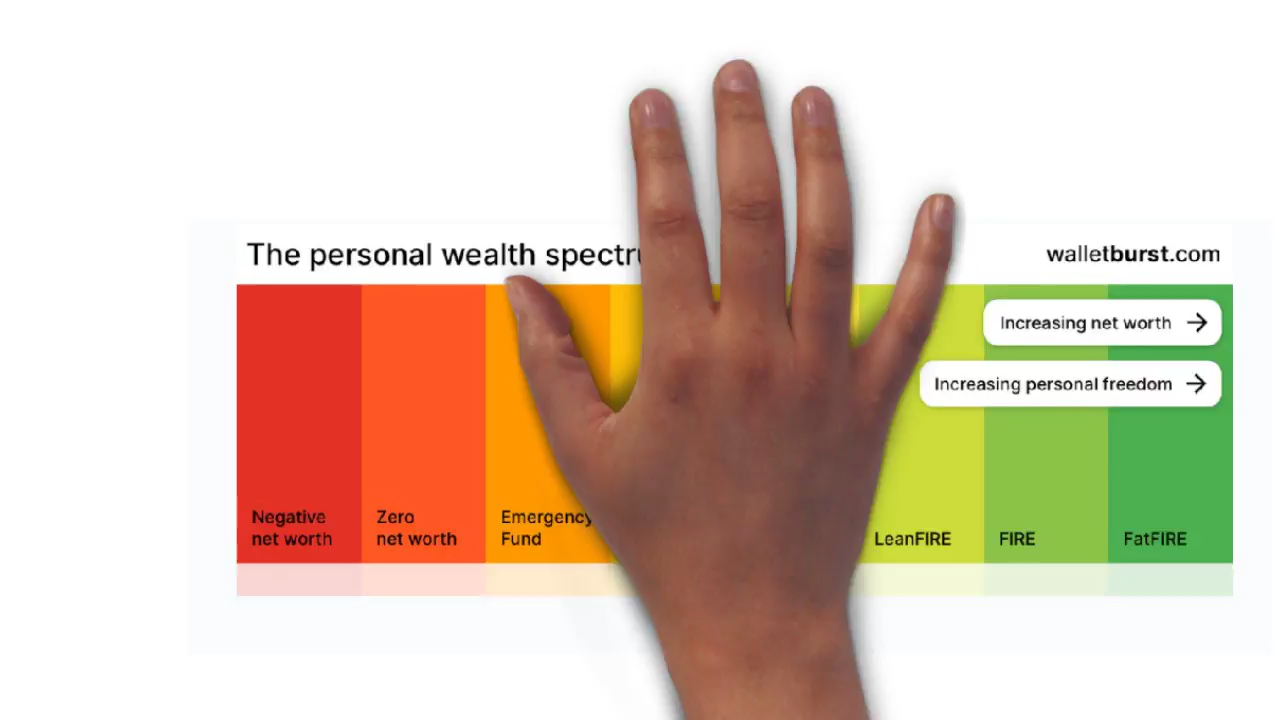 The personal wealth spectru
walletburst.com
Increasing net worth →
Increasing personal freedom →
Negative
net worth
Zero
net worth
Emergency
Fund
LeanFIRE
FIRE
FatFIRE